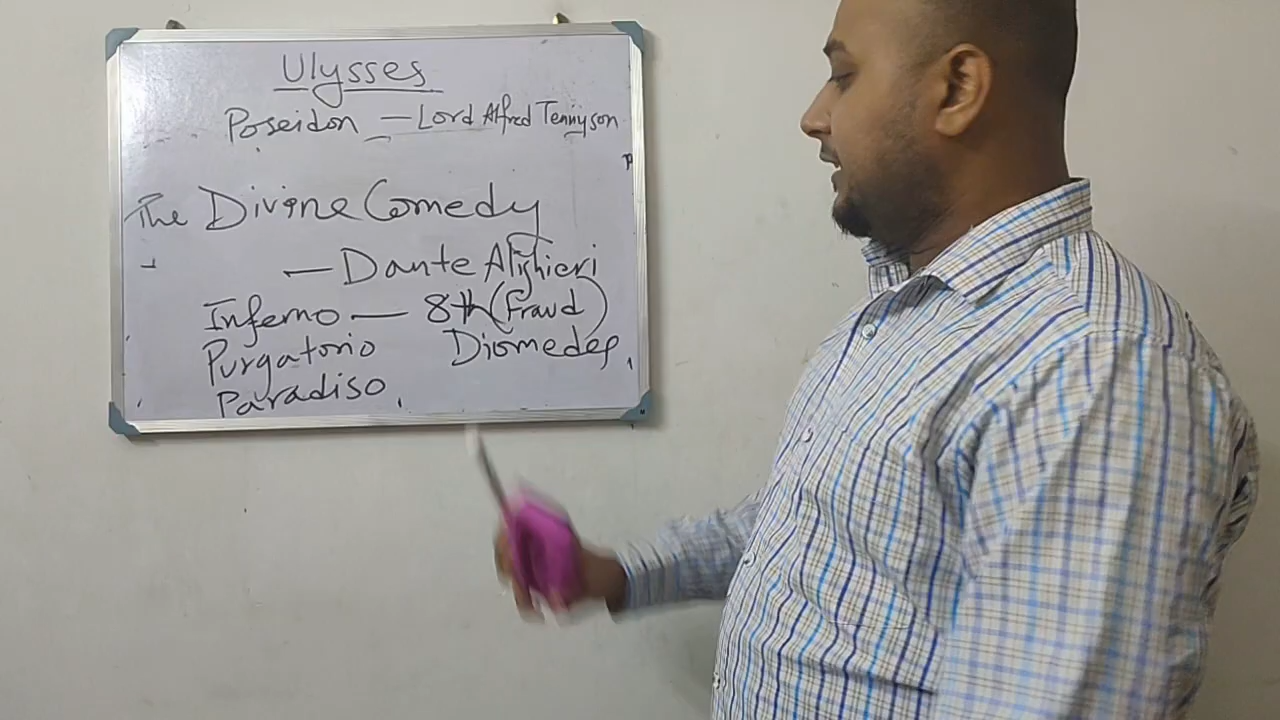 Ulysses
Poseidon — Lord Alfred Tennyson
The Divine Comedy
— Dante Alighieri
Inferno — 8th (Fraud)
Purgatorio Diomedes
Paradiso